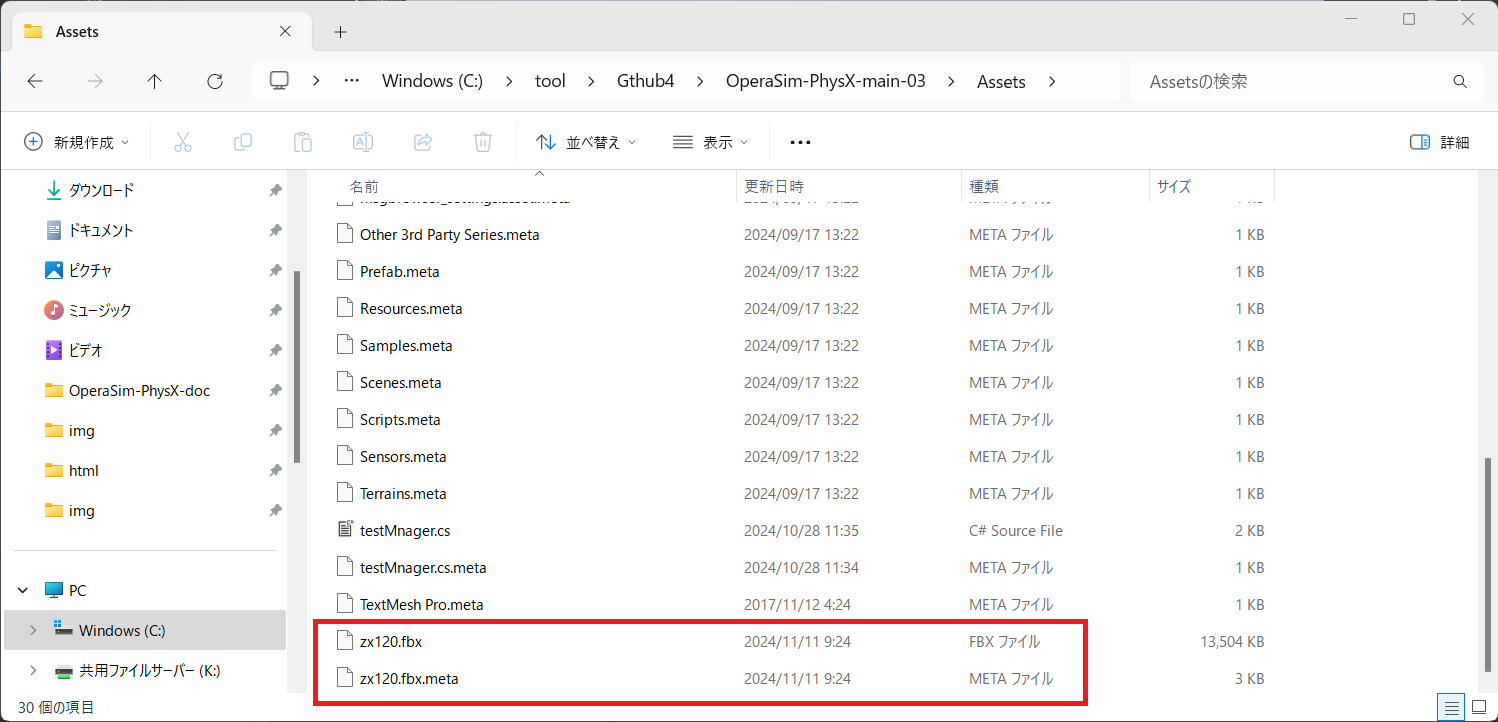 Assets
… Windows (C:) tool Gthub4 OperaSim-PhysX-main-03 Assets Assetsの検索
新規作成 並べ替え 表示 ... 詳細
ダウンロード
ドキュメント
ピクチャ
ミュージック
ビデオ
OperaSim-PhysX-doc
img
html
img
PC
Windows (C:)
共用ファイルサーバー (K:)
名前 更新日時 種類 サイズ
Other 3rd Party Series.meta 2024/09/17 13:22 META ファイル 1 KB
Prefab.meta 2024/09/17 13:22 META ファイル 1 KB
Resources.meta 2024/09/17 13:22 META ファイル 1 KB
Samples.meta 2024/09/17 13:22 META ファイル 1 KB
Scenes.meta 2024/09/17 13:22 META ファイル 1 KB
Scripts.meta 2024/09/17 13:22 META ファイル 1 KB
Sensors.meta 2024/09/17 13:22 META ファイル 1 KB
Terrains.meta 2024/09/17 13:22 META ファイル 1 KB
testMnager.cs 2024/10/28 11:35 C# Source File 2 KB
testMnager.cs.meta 2024/10/28 11:34 META ファイル 1 KB
TextMesh Pro.meta 2017/11/12 4:24 META ファイル 1 KB
zx120.fbx 2024/11/11 9:24 FBX ファイル 13,504 KB
zx120.fbx.meta 2024/11/11 9:24 META ファイル 3 KB
30 個の項目